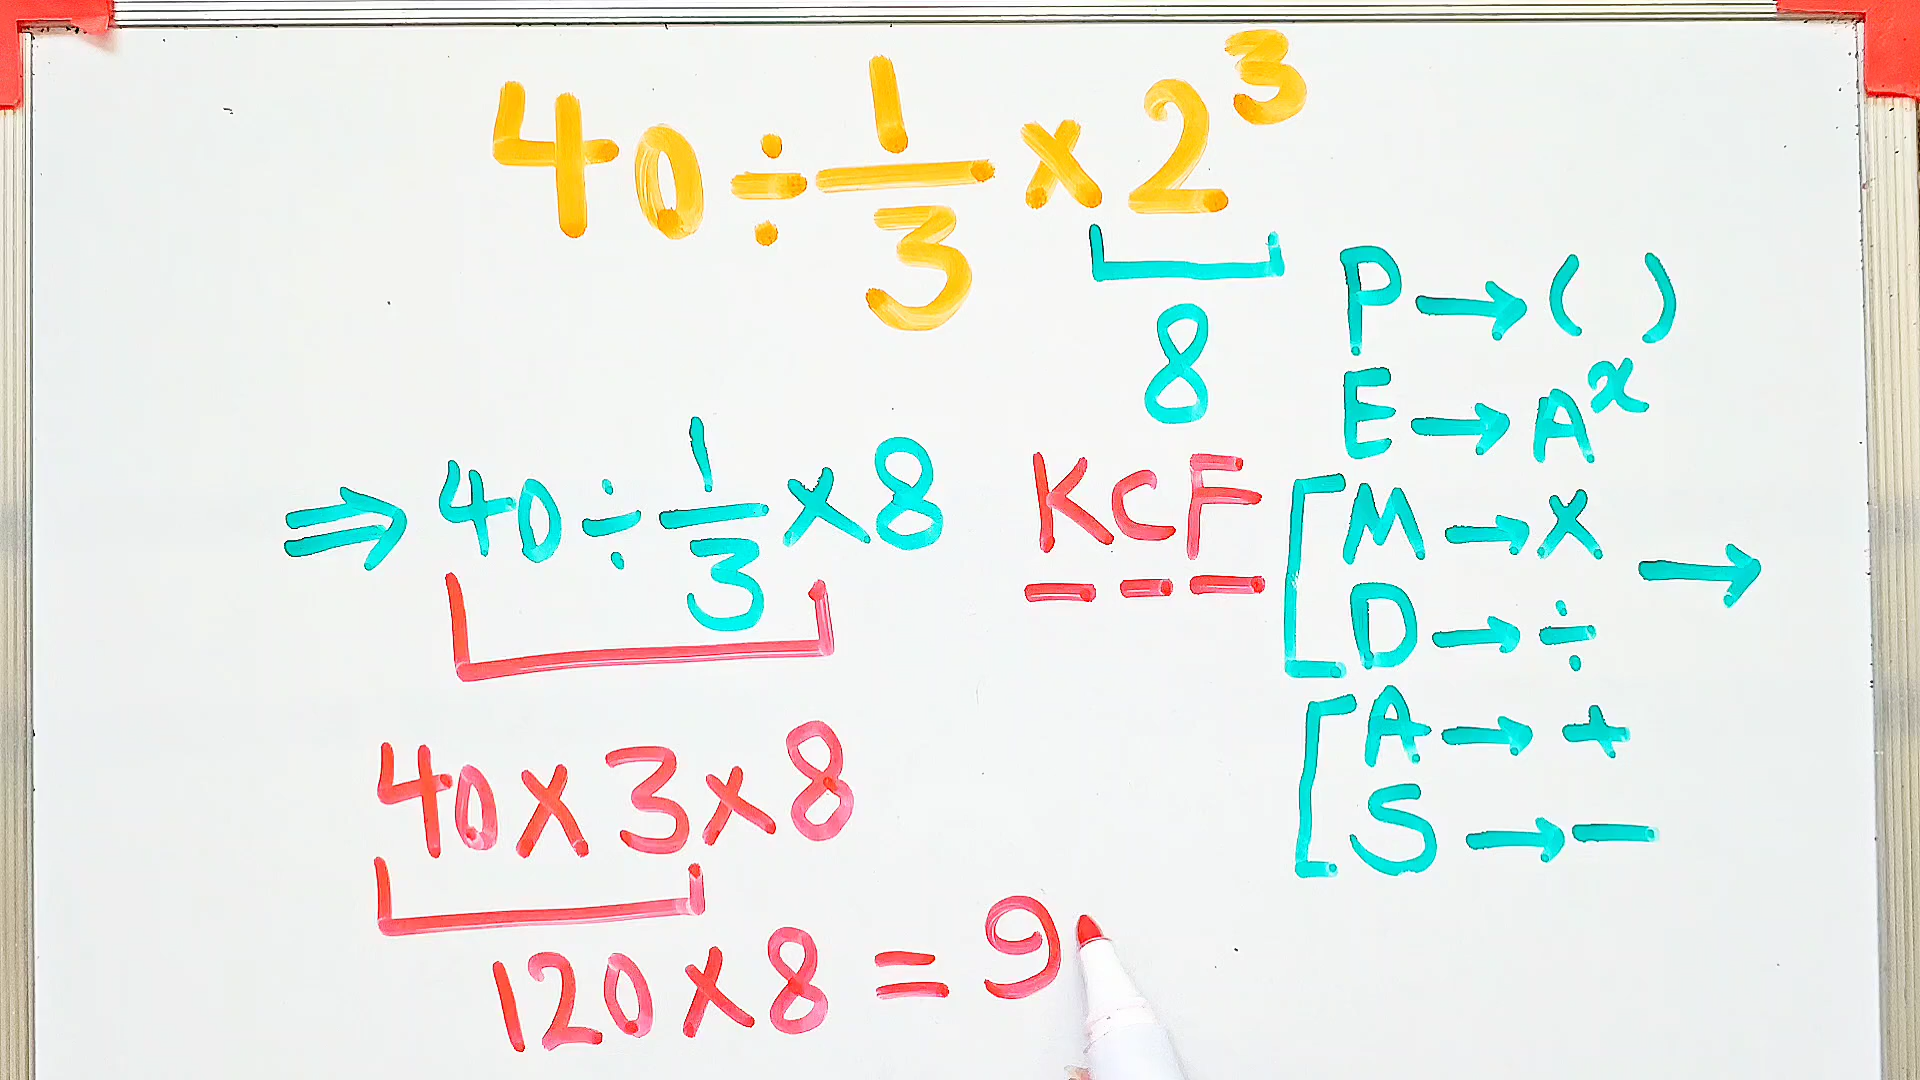 40 ÷ 1/3 × 2³
8
⇒ 40 ÷ 1/3 × 8
KCF
40 × 3 × 8
120 × 8 = 9
P → ( )
E → Aˣ
M → ×
D → ÷
→
A → +
S → −